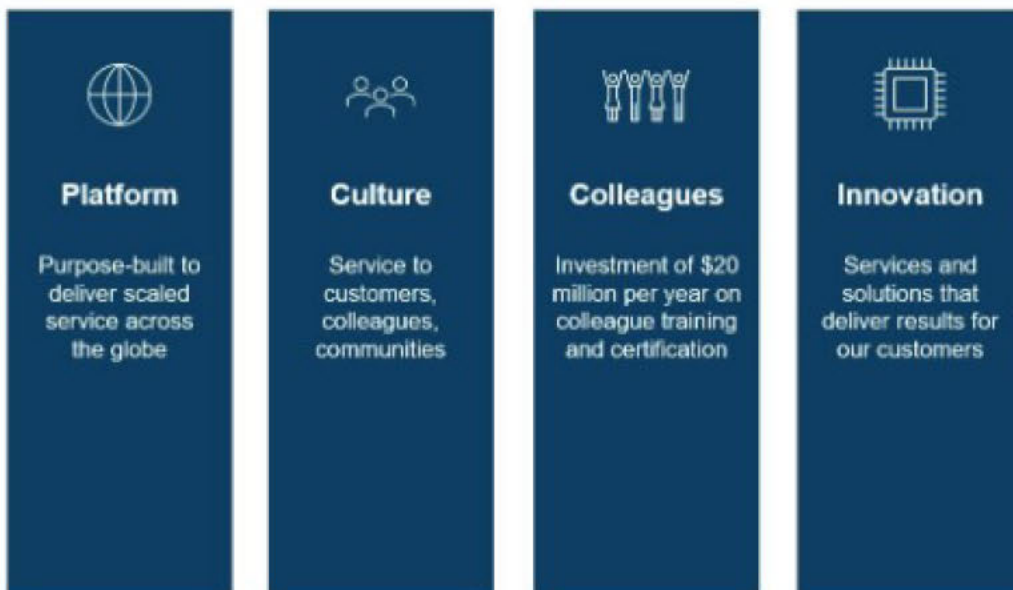 Platform
Purpose-built to
deliver scaled
service across
the globe
Culture
Service to
customers,
colleagues,
communities
Colleagues
Investment of $20
million per year on
colleague training
and certification
Innovation
Services and
solutions that
deliver results for
our customers